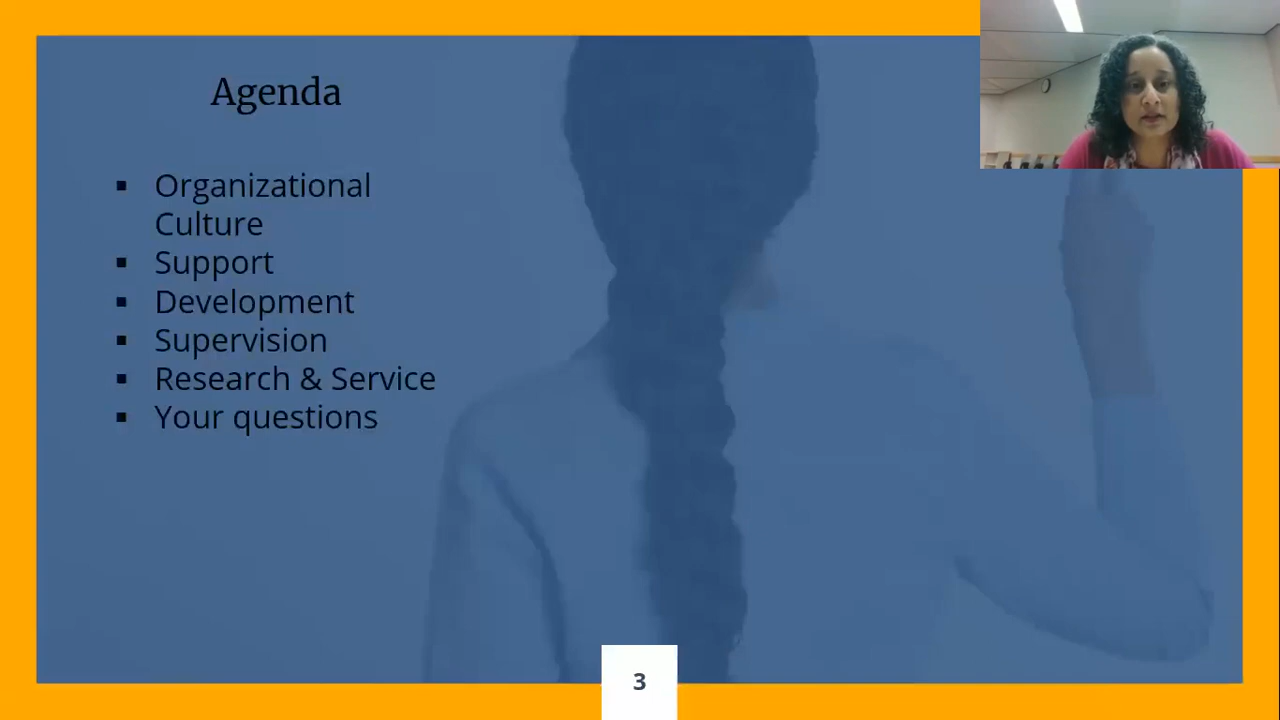 Agenda
▪ Organizational
Culture
▪ Support
▪ Development
▪ Supervision
▪ Research & Service
▪ Your questions
3